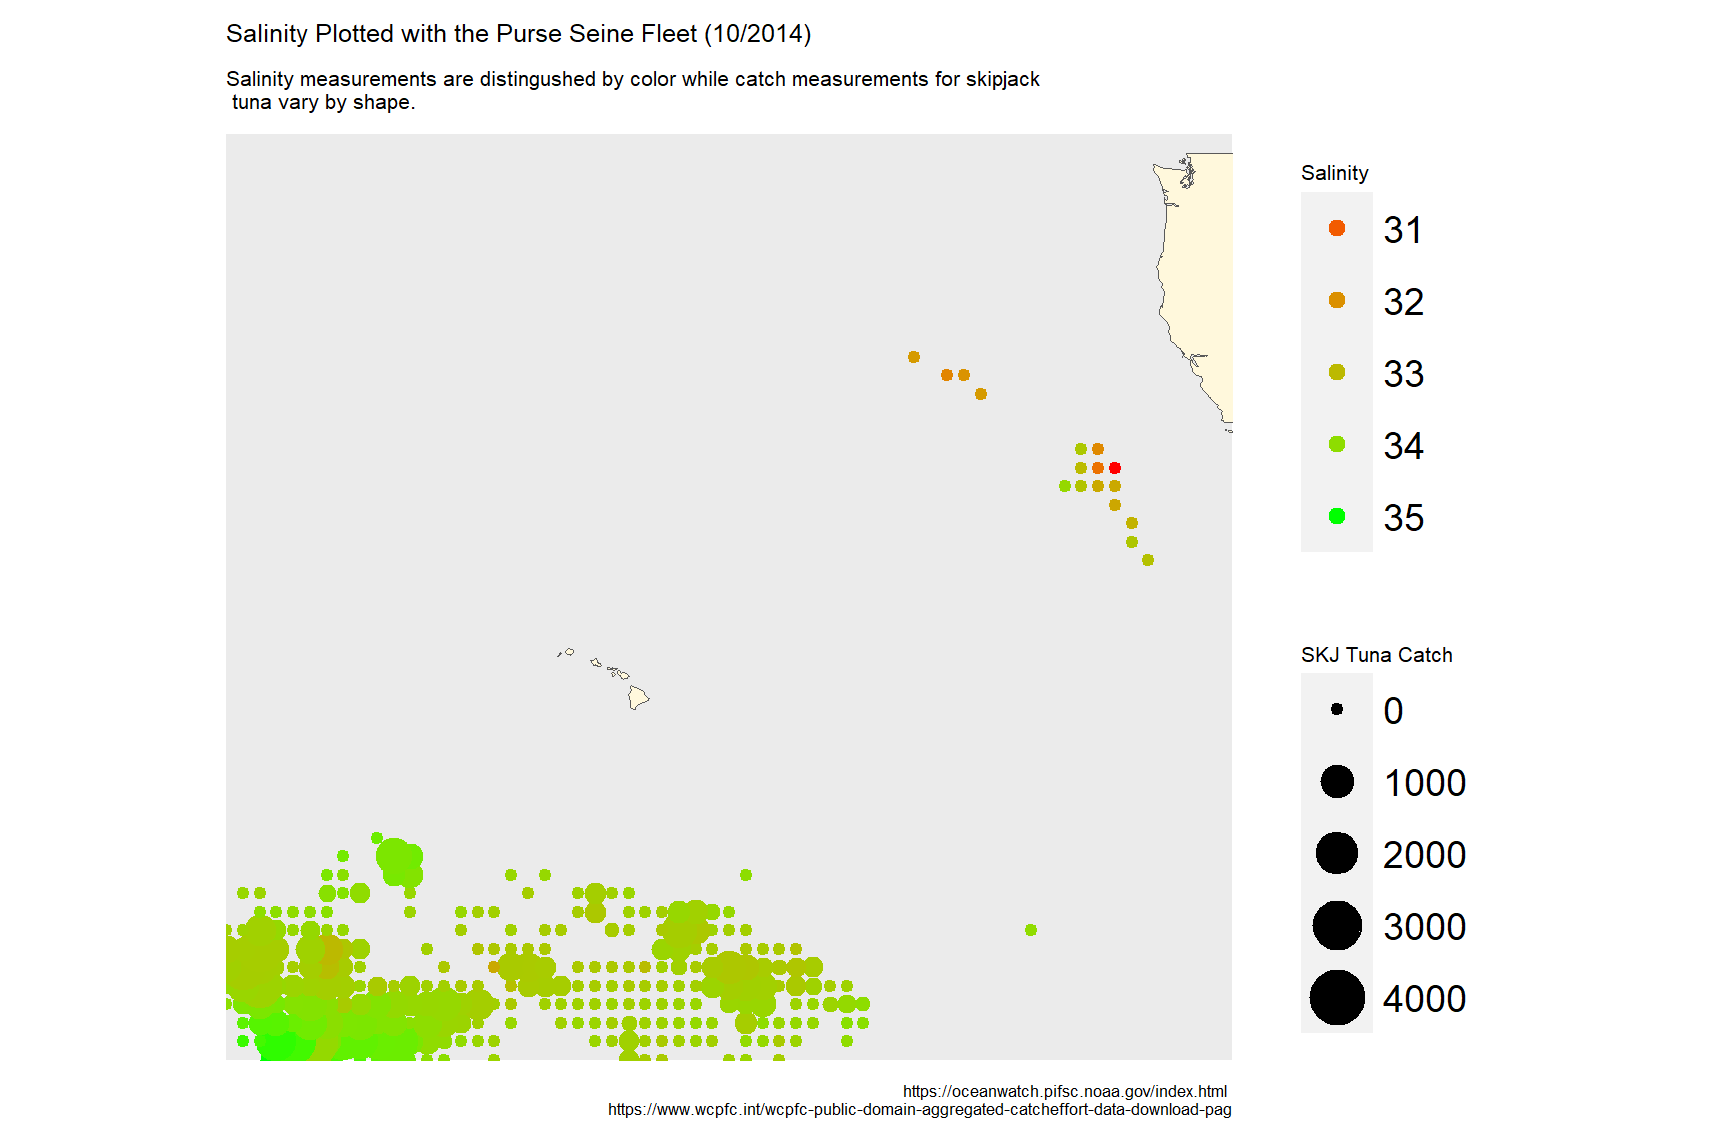 Salinity Plotted with the Purse Seine Fleet (10/2014)
Salinity measurements are distingushed by color while catch measurements for skipjack
tuna vary by shape.
Salinity
31
32
33
34
35
SKJ Tuna Catch
0
1000
2000
3000
4000
https://oceanwatch.pifsc.noaa.gov/index.html
https://www.wcpfc.int/wcpfc-public-domain-aggregated-catcheffort-data-download-pag